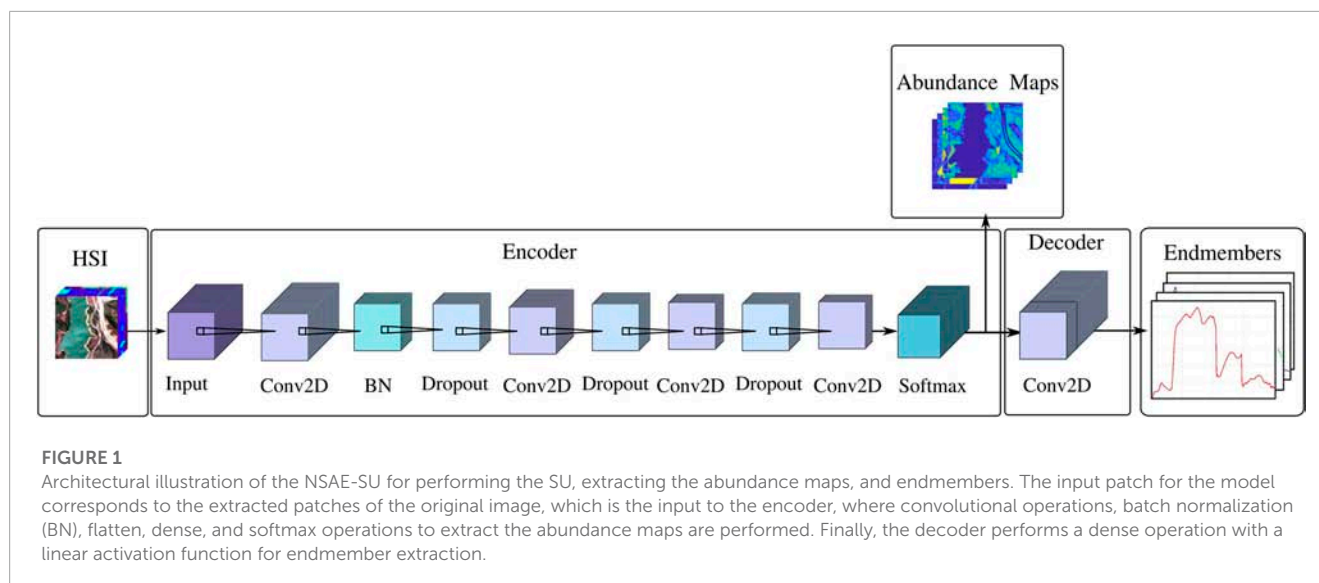 Abundance Maps
HSI
Encoder
Decoder
Endmembers
Input
Conv2D
BN
Dropout
Conv2D
Dropout
Conv2D
Dropout
Conv2D
Softmax
Conv2D
FIGURE 1
Architectural illustration of the NSAE-SU for performing the SU, extracting the abundance maps, and endmembers. The input patch for the model
corresponds to the extracted patches of the original image, which is the input to the encoder, where convolutional operations, batch normalization
(BN), flatten, dense, and softmax operations to extract the abundance maps are performed. Finally, the decoder performs a dense operation with a
linear activation function for endmember extraction.